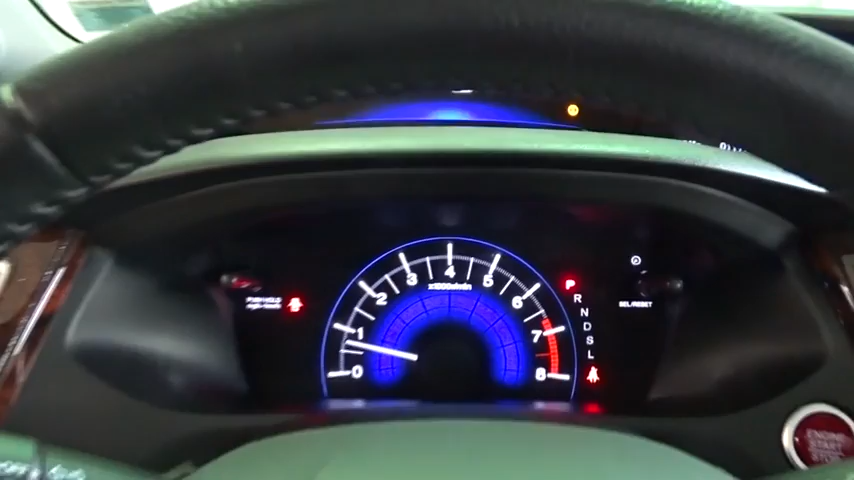 4
3 5
x1000r/min
2 6
1 7
0 8
P
R
N
D
S
L
SEL/RESET
ENGINE
START
STOP